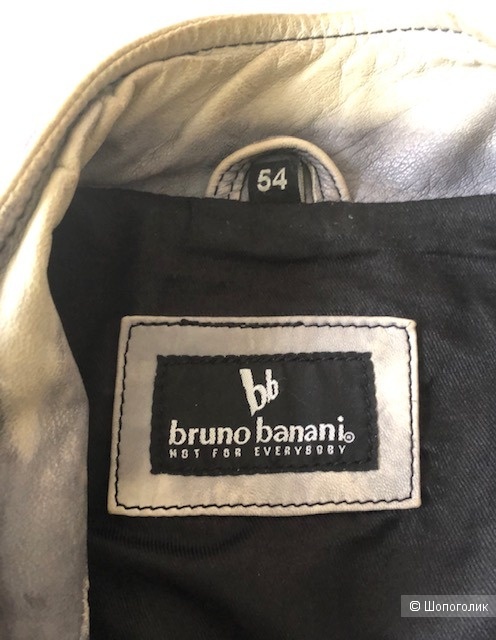 54
bb
bruno banani®
NOT FOR EVERYBODY
© Шопоголик